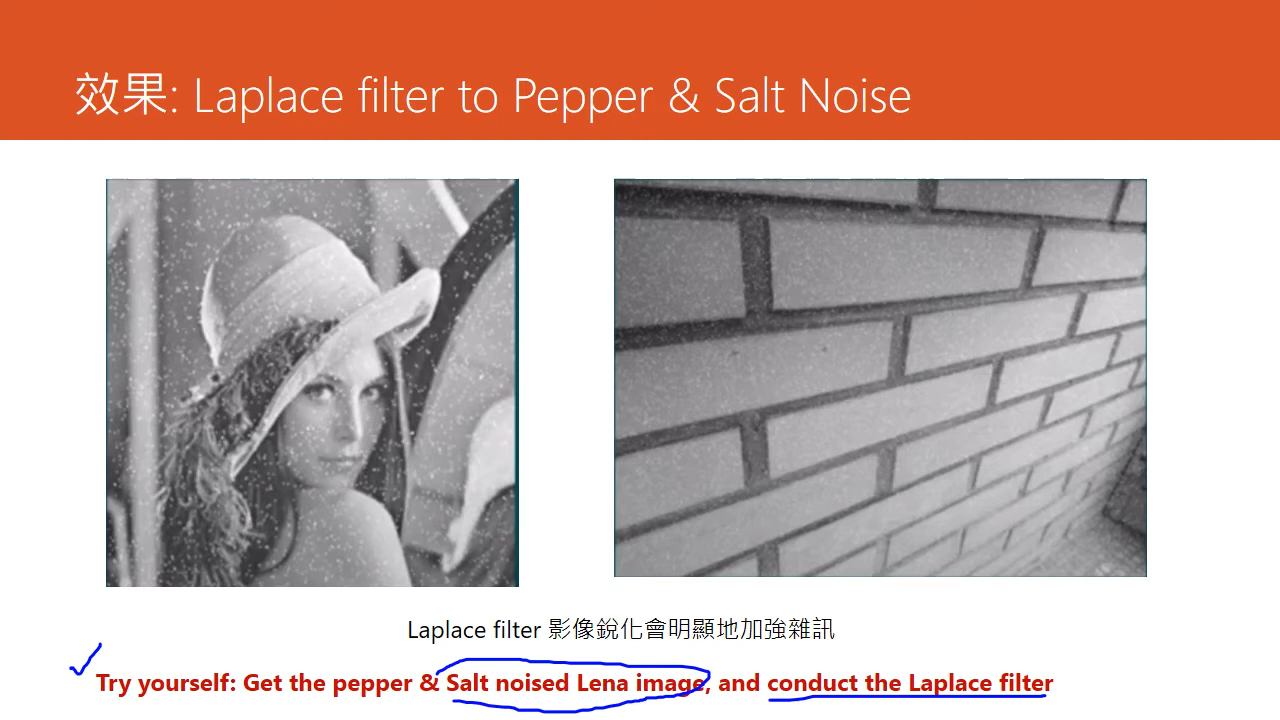 效果: Laplace filter to Pepper & Salt Noise
Laplace filter 影像銳化會明顯地加強雜訊
Try yourself: Get the pepper & Salt noised Lena image, and conduct the Laplace filter